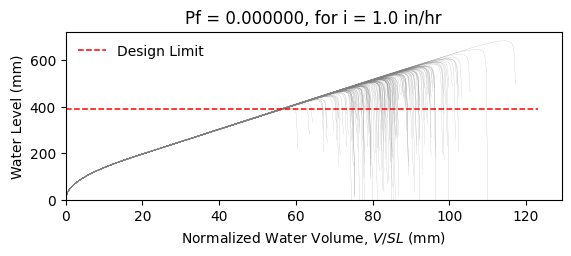 Pf = 0.000000, for i = 1.0 in/hr
Design Limit
Water Level (mm)
600
400
200
0
0 20 40 60 80 100 120
Normalized Water Volume, V/SL (mm)